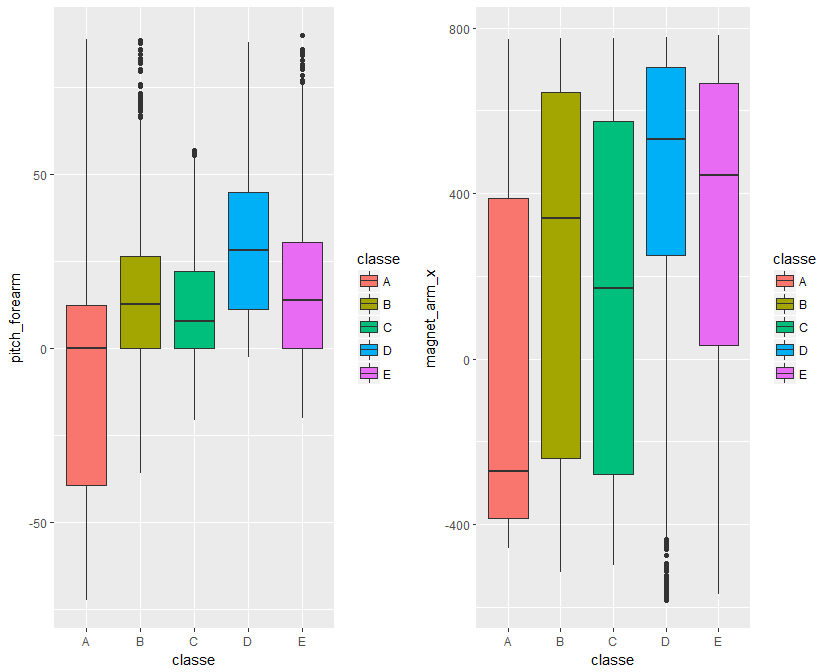 pitch_forearm
50
0
-50
A B C D E
classe
classe
A
B
C
D
E
magnet_arm_x
800
400
0
-400
A B C D E
classe
classe
A
B
C
D
E